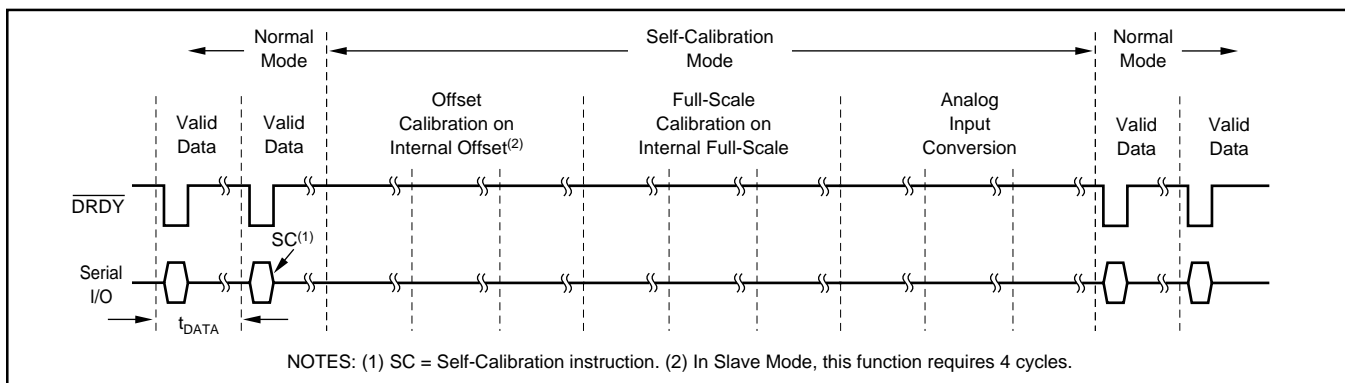 Normal
Mode
Self-Calibration
Mode
Normal
Mode
Valid
Data
Valid
Data
Offset
Calibration on
Internal Offset(2)
Full-Scale
Calibration on
Internal Full-Scale
Analog
Input
Conversion
Valid
Data
Valid
Data
DRDY
SC(1)
Serial
I/O
tDATA
NOTES: (1) SC = Self-Calibration instruction. (2) In Slave Mode, this function requires 4 cycles.